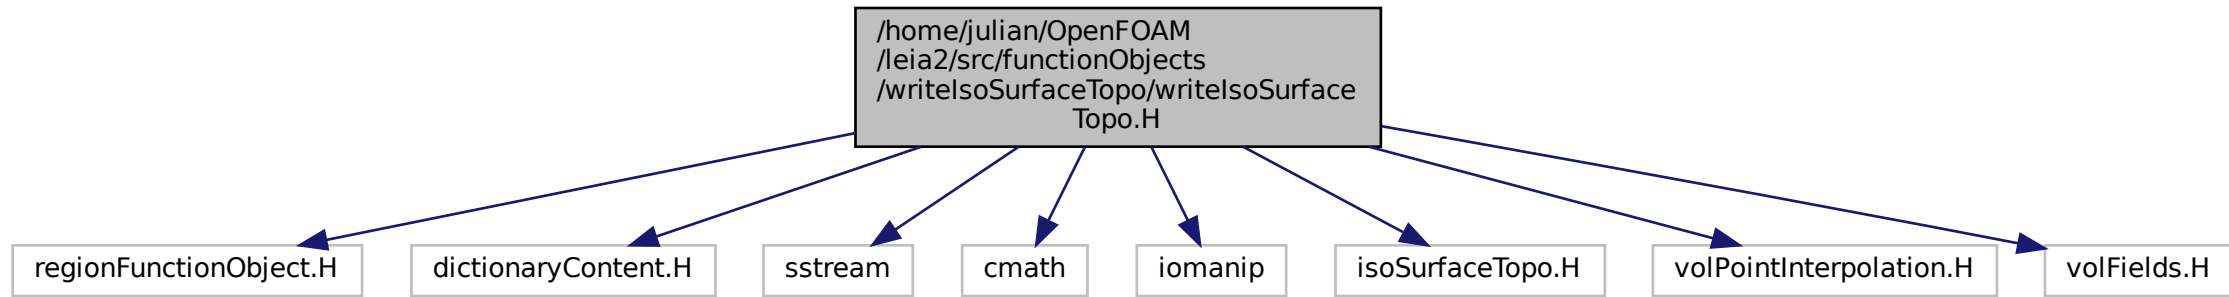 /home/julian/OpenFOAM
/leia2/src/functionObjects
/writeIsoSurfaceTopo/writeIsoSurface
Topo.H
regionFunctionObject.H
dictionaryContent.H
sstream
cmath
iomanip
isoSurfaceTopo.H
volPointInterpolation.H
volFields.H